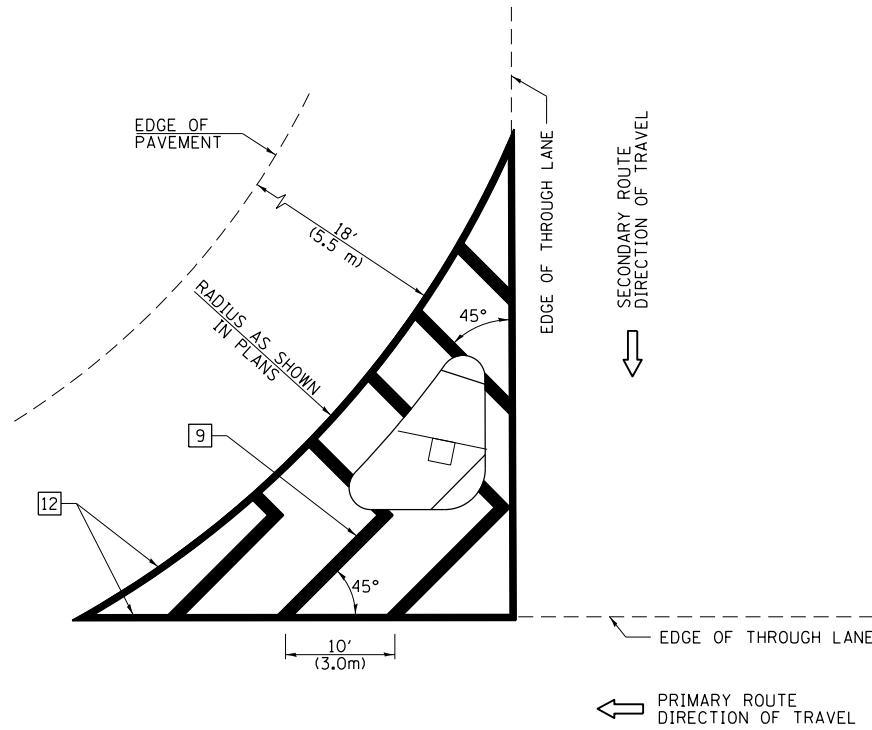 EDGE OF
PAVEMENT
18'
(5.5 m)
EDGE OF THROUGH LANE
SECONDARY ROUTE
DIRECTION OF TRAVEL
RADIUS AS SHOWN
IN PLANS
45°
9
12
45°
10'
(3.0m)
EDGE OF THROUGH LANE
PRIMARY ROUTE
DIRECTION OF TRAVEL